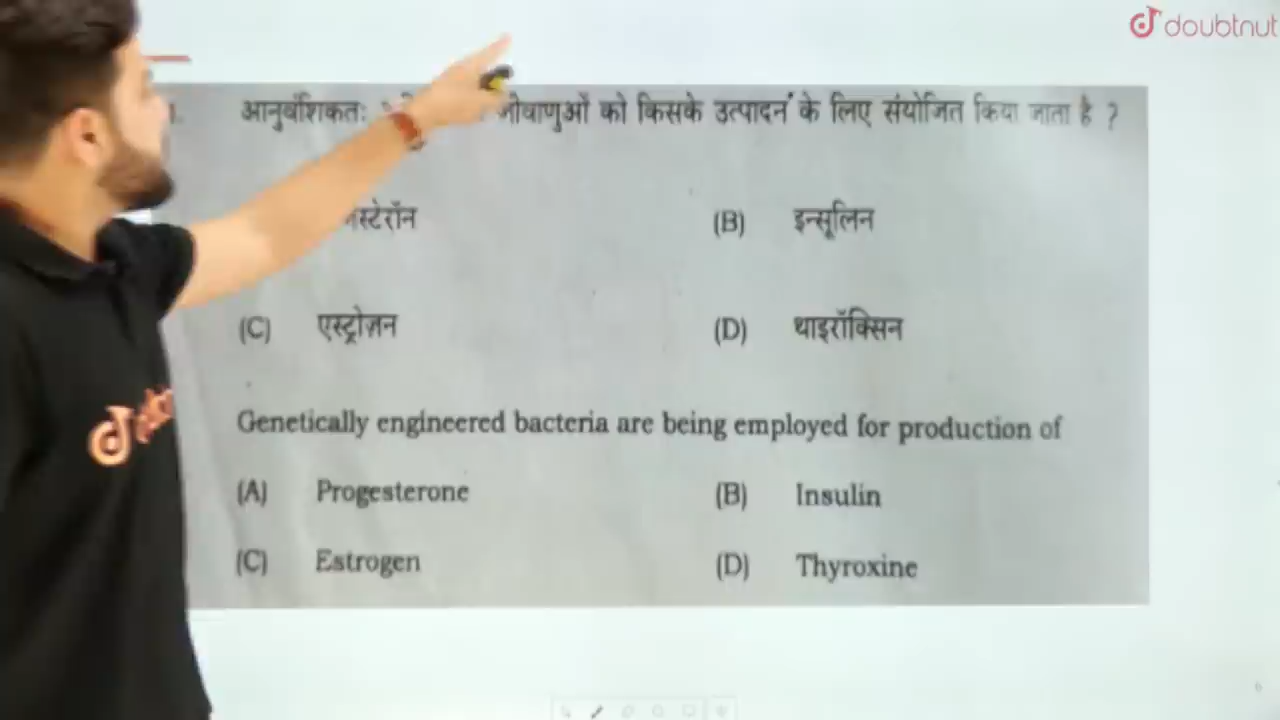 doubtnut
आनुवंशिकतः जीवाणुओं को किसके उत्पादन के लिए संयोजित किया जाता है ?
(B) इन्सूलिन
(C) एस्ट्रोज़न (D) थाइरॉक्सिन
Genetically engineered bacteria are being employed for production of
(A) Progesterone (B) Insulin
(C) Estrogen (D) Thyroxine